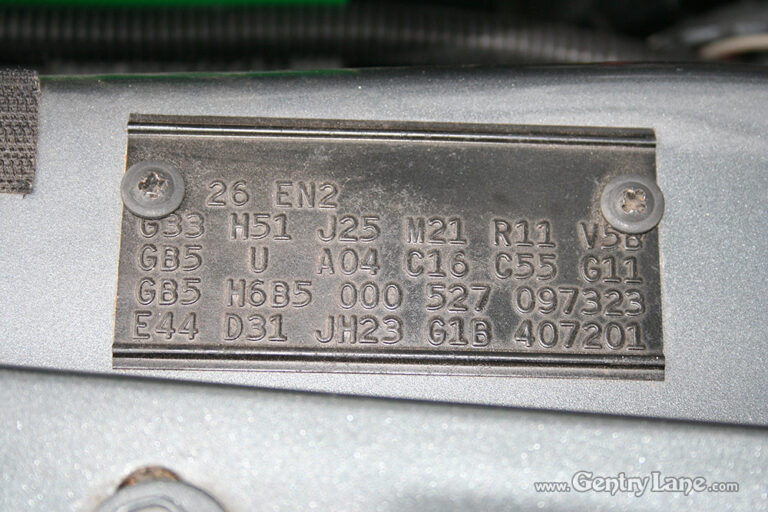 26 EN2
G33 H51 J25 M21 R11 V5B
GB5 U A04 C16 C55 G11
GB5 H6B5 000 527 097323
E44 D31 JH23 G1B 407201
www.GentryLane.com